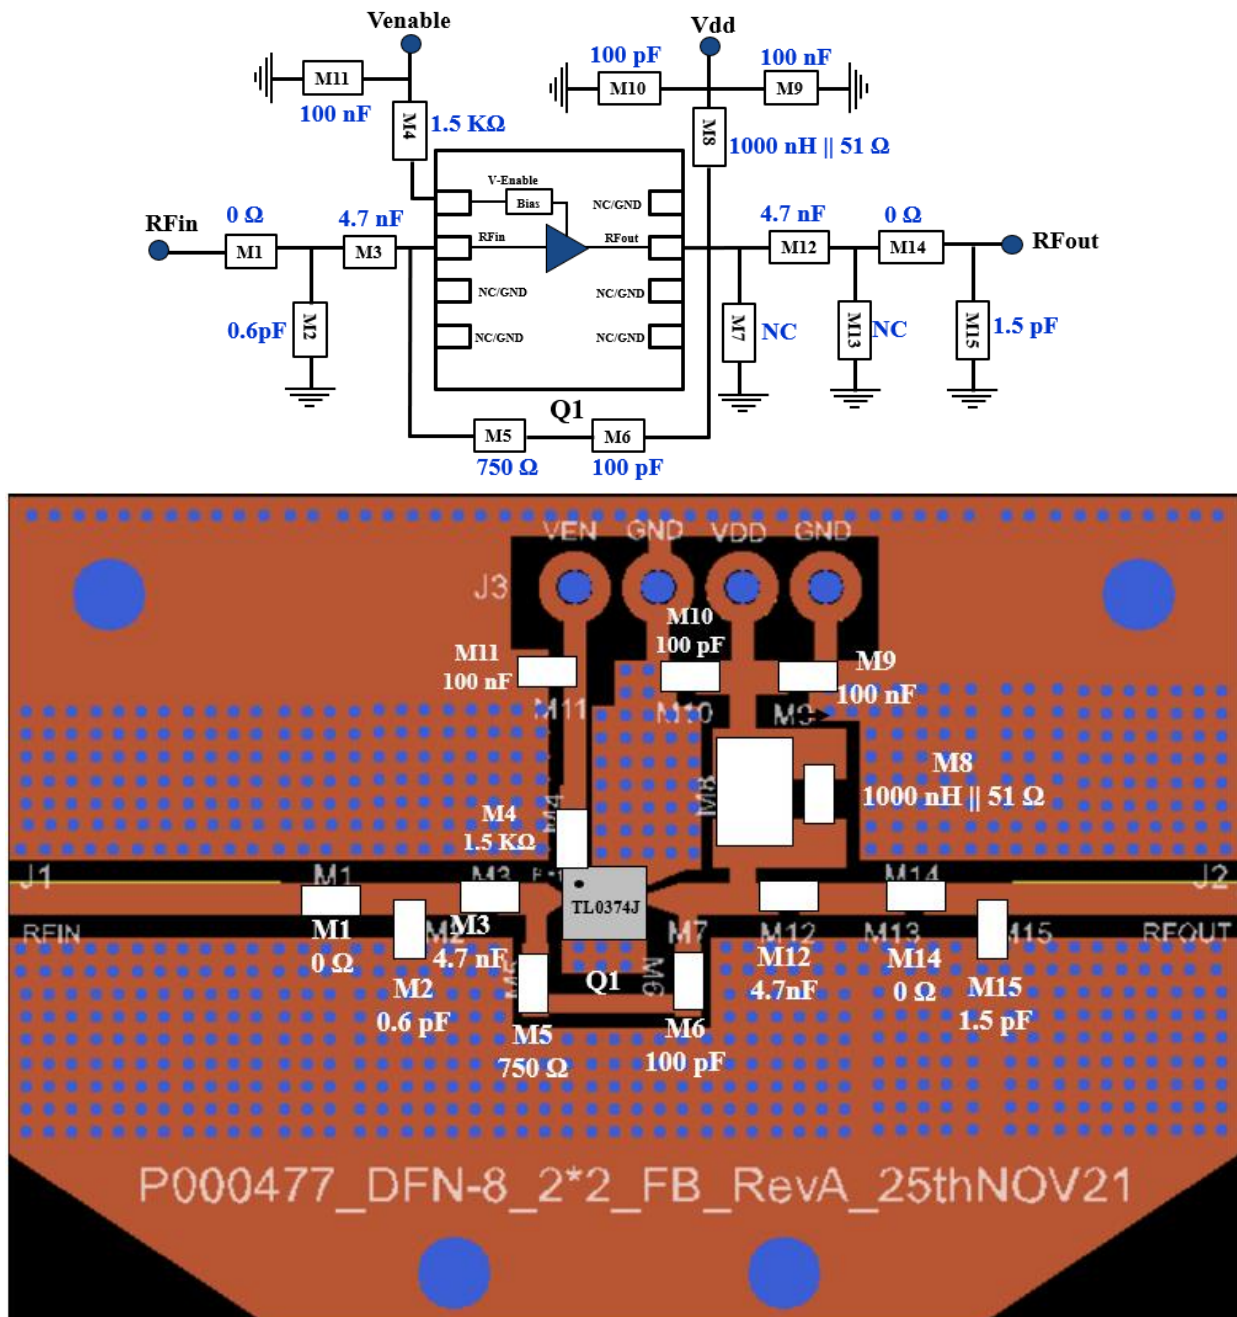 Venable
Vdd
100 pF
100 nF
M11
M10
M9
100 nF
M4
1.5 KΩ
M8
1000 nH || 51 Ω
V-Enable
Bias
NC/GND
RFin
0 Ω
4.7 nF
RFin
RFout
4.7 nF
0 Ω
RFout
M1
M3
M12
M14
NC/GND
NC/GND
0.6pF
M2
NC/GND
NC/GND
M7
NC
M13
NC
M15
1.5 pF
Q1
M5
M6
750 Ω
100 pF
VEN GND VDD GND
J3
M10
100 pF
M11
100 nF
M9
100 nF
M11
M10
M9
M8
1000 nH || 51 Ω
M8
M4
M4
1.5 KΩ
J1
M1
M3
M14
J2
TL0374J
RFIN
M1
0 Ω
M2
M3
4.7 nF
M7
M12
M13
M15
RFOUT
M12
4.7nF
M14
0 Ω
M5
Q1
M6
M2
0.6 pF
M15
1.5 pF
M5
750 Ω
M6
100 pF
P000477_DFN-8_2*2_FB_RevA_25thNOV21